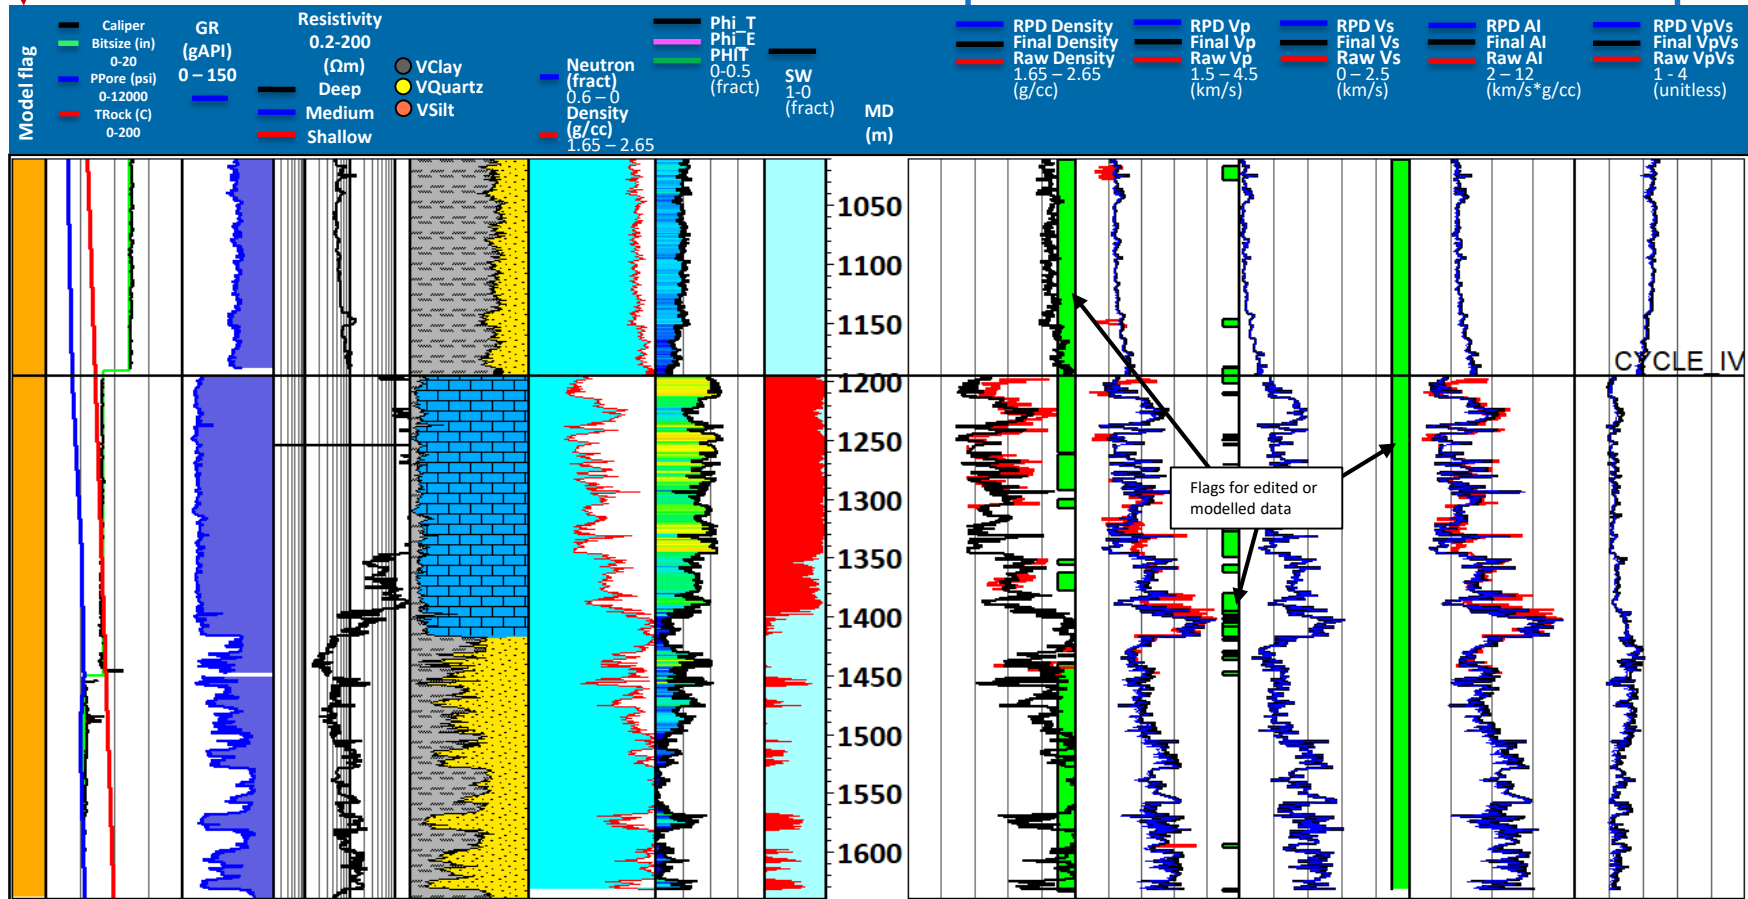 Model flag
Caliper
Bitsize (in)
0-20
PPore (psi)
0-12000
TRock (C)
0-200
GR
(gAPI)
0 – 150
Resistivity
0.2-200
(Ωm)
Deep
Medium
Shallow
VClay
VQuartz
VSilt
Neutron
(fract)
0.6 – 0
Density
(g/cc)
1.65 – 2.65
Phi_T
Phi_E
PHIT
0-0.5
(fract)
SW
1-0
(fract)
MD
(m)
RPD Density
Final Density
Raw Density
1.65 – 2.65
(g/cc)
RPD Vp
Final Vp
Raw Vp
1.5 – 4.5
(km/s)
RPD Vs
Final Vs
Raw Vs
0 – 2.5
(km/s)
RPD AI
Final AI
Raw AI
2 – 12
(km/s*g/cc)
RPD VpVs
Final VpVs
Raw VpVs
1 - 4
(unitless)
1050
1100
1150
CYCLE_IV
1200
1250
1300
1350
1400
1450
1500
1550
1600
Flags for edited or
modelled data